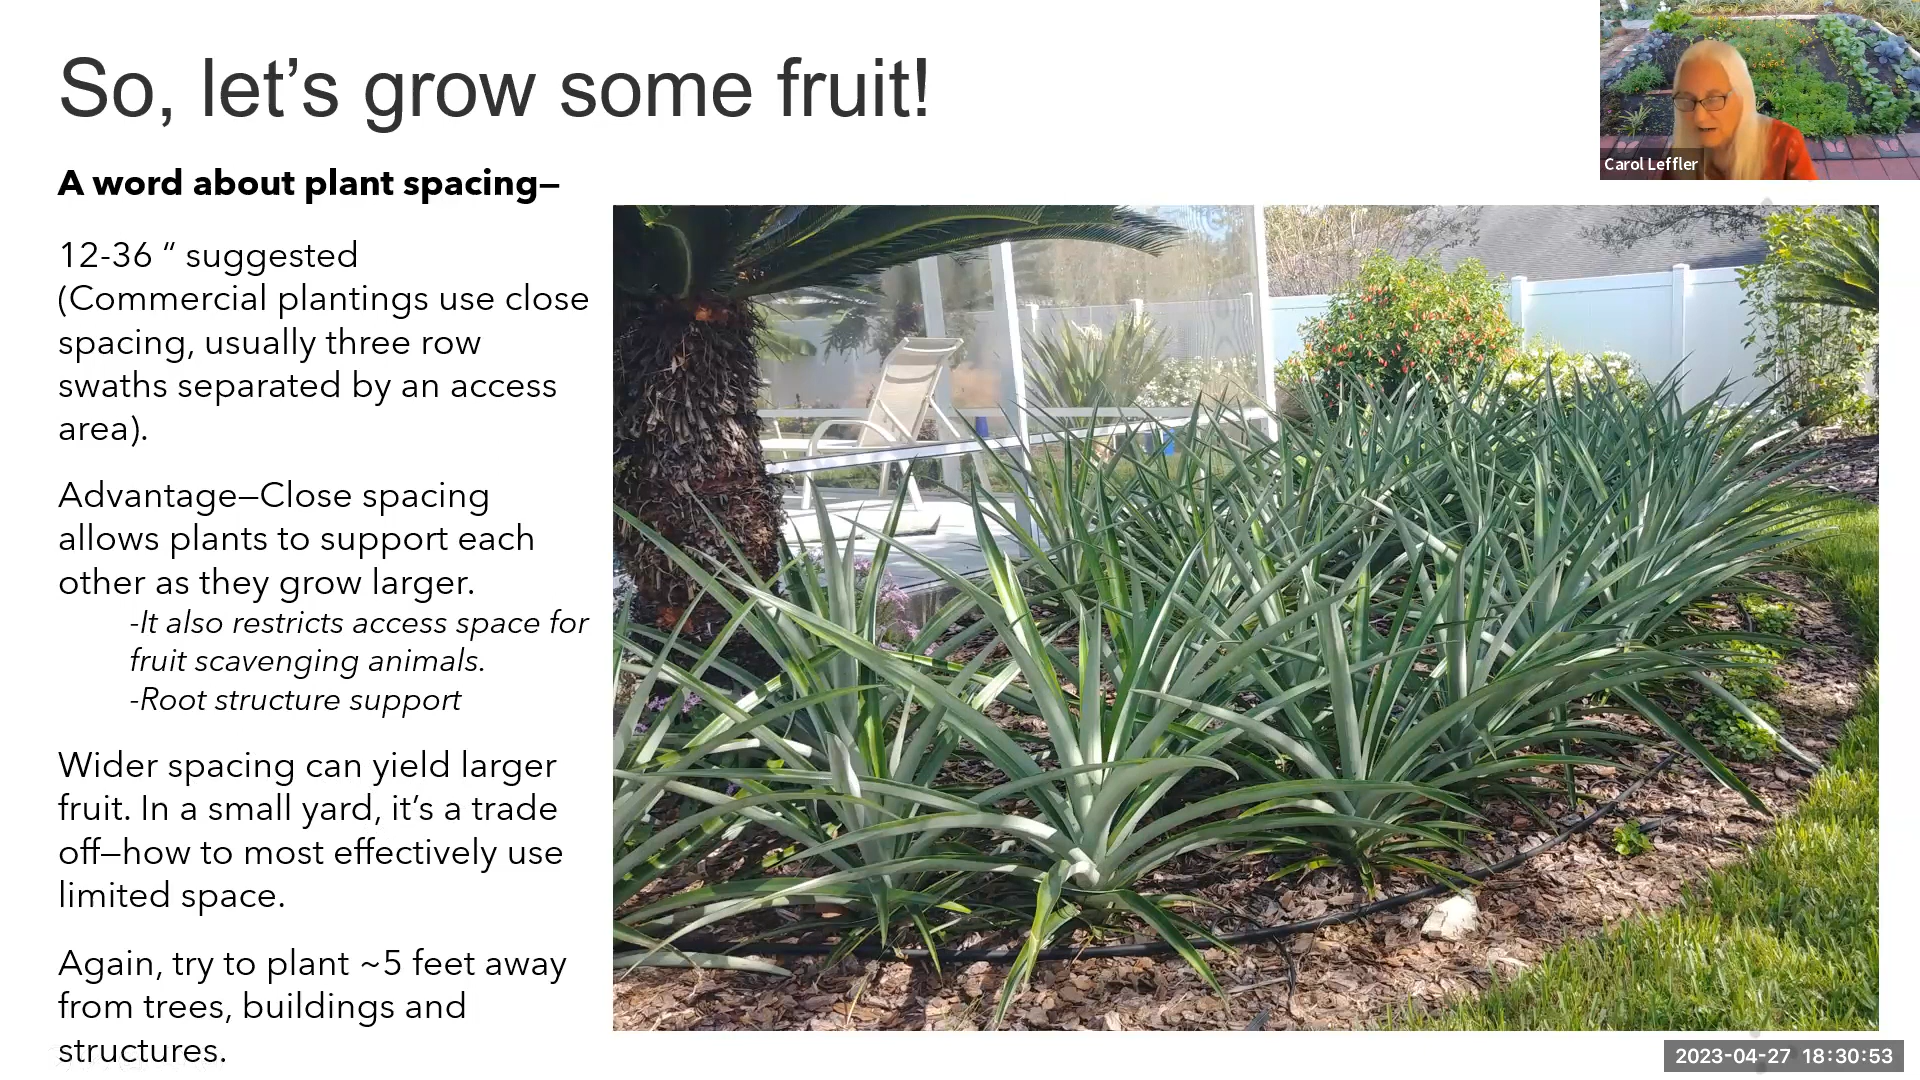 So, let’s grow some fruit!
Carol Leffler
A word about plant spacing—
12-36 “ suggested
(Commercial plantings use close
spacing, usually three row
swaths separated by an access
area).
Advantage—Close spacing
allows plants to support each
other as they grow larger.
-It also restricts access space for
fruit scavenging animals.
-Root structure support
Wider spacing can yield larger
fruit. In a small yard, it’s a trade
off—how to most effectively use
limited space.
Again, try to plant ~5 feet away
from trees, buildings and
structures.
2023-04-27 18:30:53